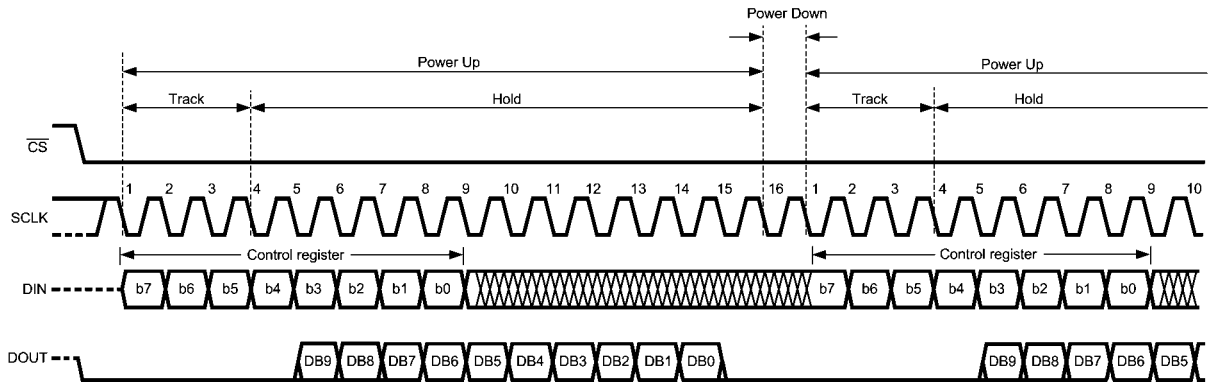 Power Down
Power Up Power Up
Track Hold Track Hold
CS
1 2 3 4 5 6 7 8 9 10 11 12 13 14 15 16 1 2 3 4 5 6 7 8 9 10
SCLK
Control register Control register
DIN b7 b6 b5 b4 b3 b2 b1 b0 b7 b6 b5 b4 b3 b2 b1 b0
DOUT DB9 DB8 DB7 DB6 DB5 DB4 DB3 DB2 DB1 DB0 DB9 DB8 DB7 DB6 DB5